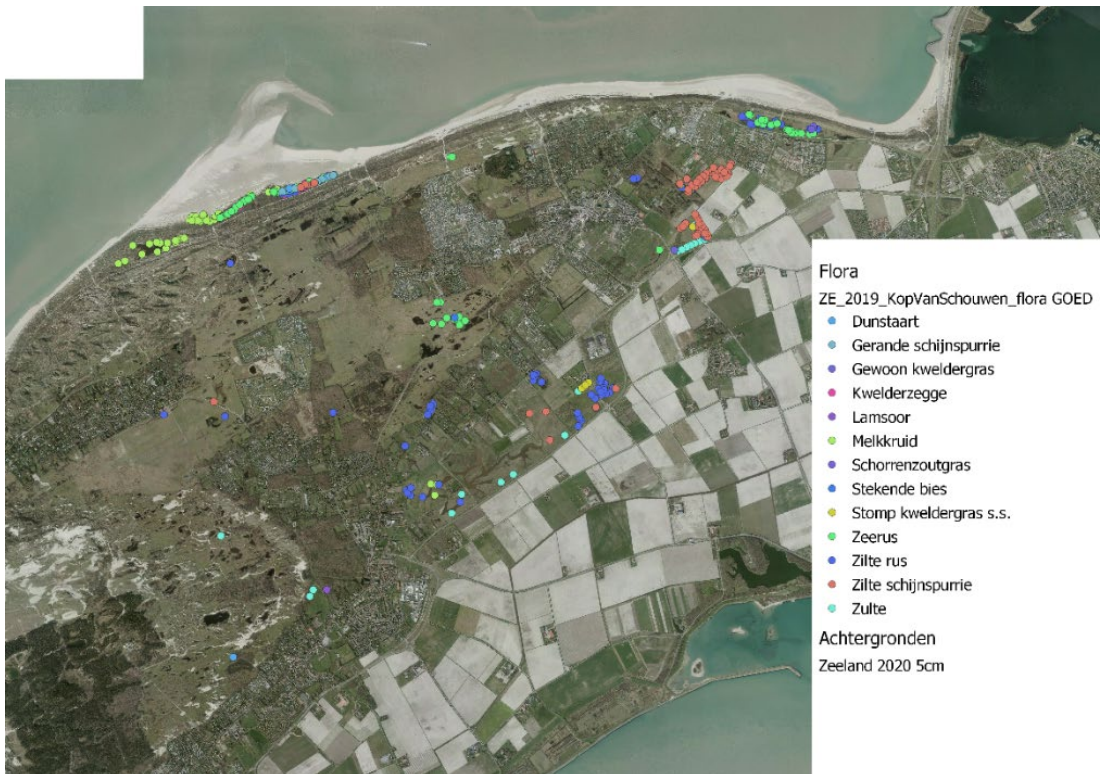 Flora
ZE_2019_KopVanSchouwen_flora GOED
Dunstaart
Gerande schijnspurrie
Gewoon kweldergras
Kwelderzegge
Lamsoor
Melkkruid
Schorrenzoutgras
Stekende bies
Stomp kweldergras s.s.
Zeerus
Zilte rus
Zilte schijnspurrie
Zulte
Achtergronden
Zeeland 2020 5cm